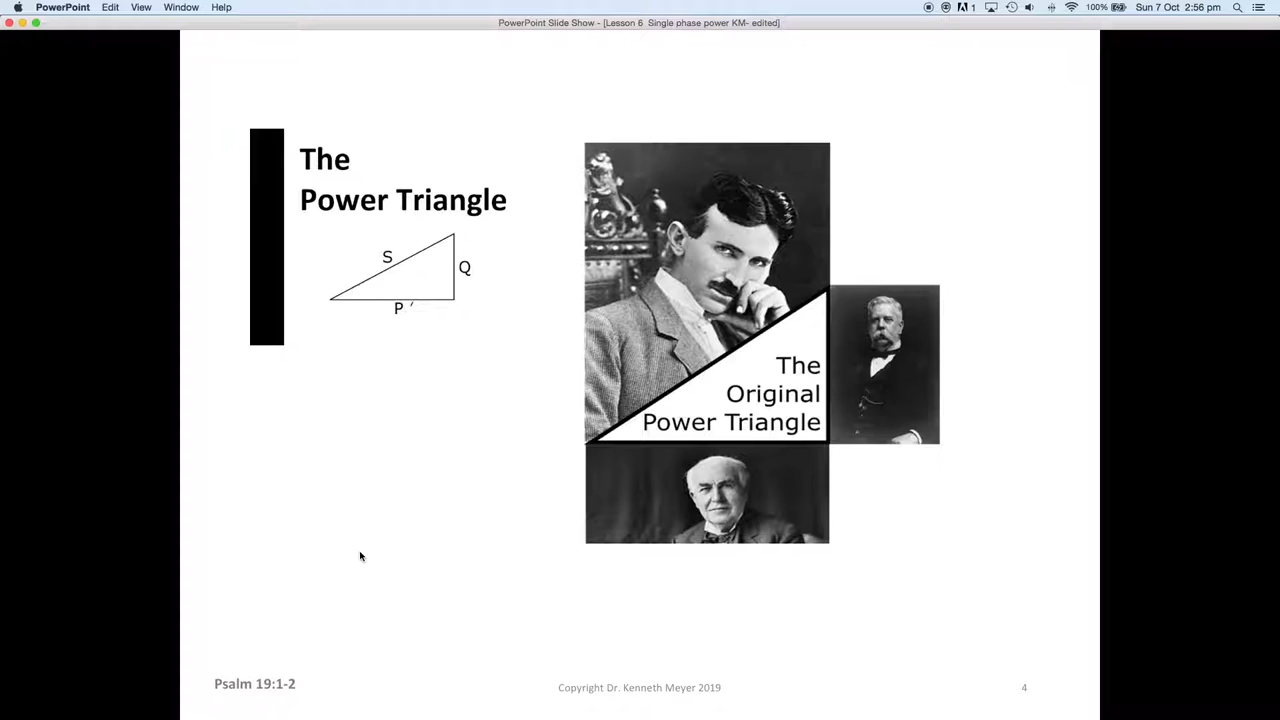 PowerPoint Edit View Window Help
1 100% Sun 7 Oct 2:56 pm
PowerPoint Slide Show - [Lesson 6 Single phase power KM- edited]
The
Power Triangle
S
Q
P ′
The
Original
Power Triangle
Psalm 19:1-2
Copyright Dr. Kenneth Meyer 2019
4